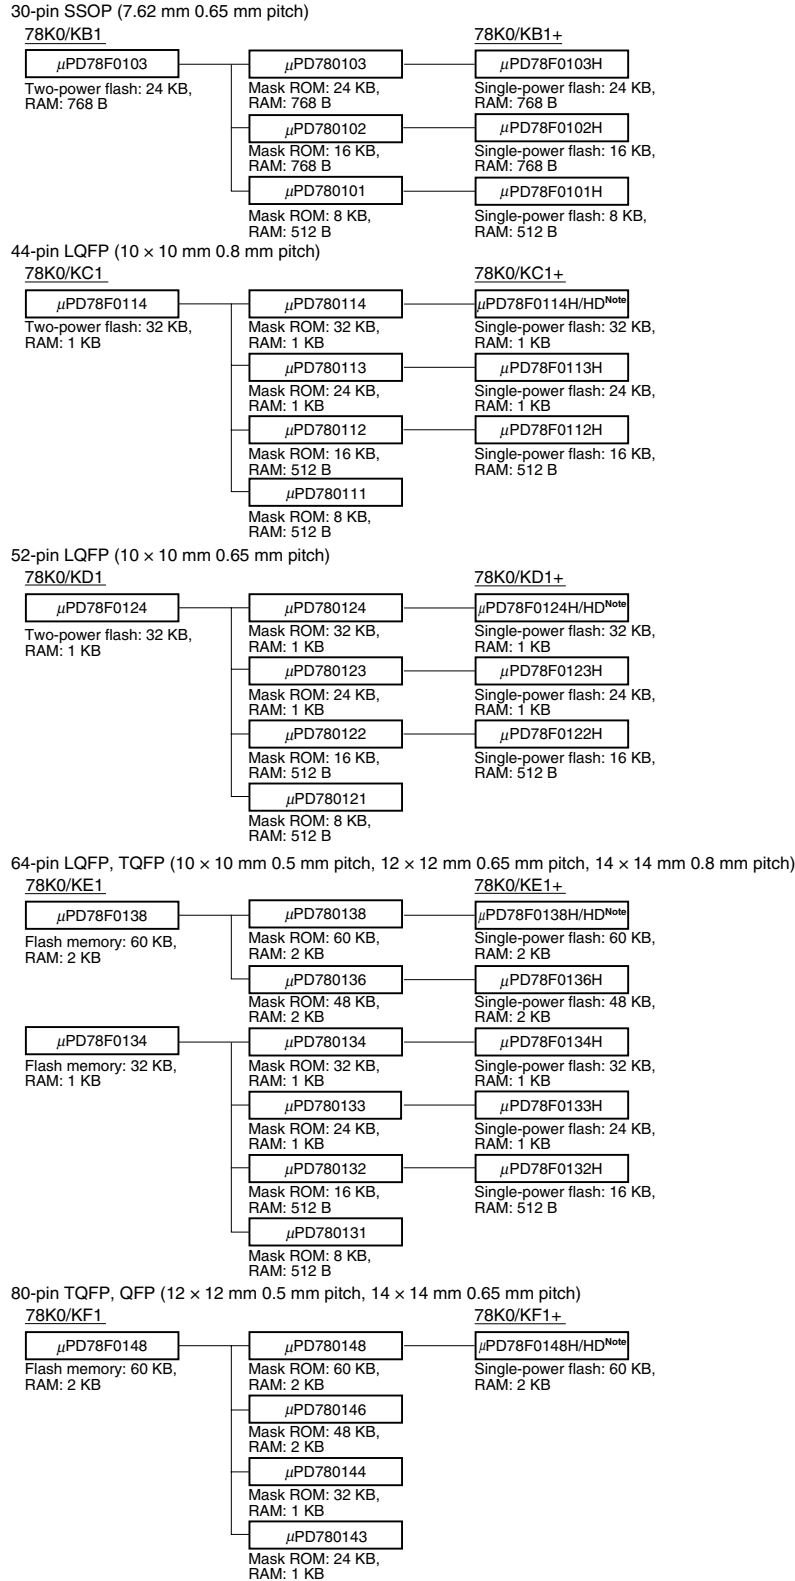 30-pin SSOP (7.62 mm 0.65 mm pitch)
78K0/KB1
78K0/KB1+
μPD78F0103
μPD780103
μPD78F0103H
Two-power flash: 24 KB,
RAM: 768 B
Mask ROM: 24 KB,
RAM: 768 B
Single-power flash: 24 KB,
RAM: 768 B
μPD780102
μPD78F0102H
Mask ROM: 16 KB,
RAM: 768 B
Single-power flash: 16 KB,
RAM: 768 B
μPD780101
μPD78F0101H
Mask ROM: 8 KB,
RAM: 512 B
Single-power flash: 8 KB,
RAM: 512 B
44-pin LQFP (10 × 10 mm 0.8 mm pitch)
78K0/KC1
78K0/KC1+
μPD78F0114
μPD780114
μPD78F0114H/HDNote
Two-power flash: 32 KB,
RAM: 1 KB
Mask ROM: 32 KB,
RAM: 1 KB
Single-power flash: 32 KB,
RAM: 1 KB
μPD780113
μPD78F0113H
Mask ROM: 24 KB,
RAM: 1 KB
Single-power flash: 24 KB,
RAM: 1 KB
μPD780112
μPD78F0112H
Mask ROM: 16 KB,
RAM: 512 B
Single-power flash: 16 KB,
RAM: 512 B
μPD780111
Mask ROM: 8 KB,
RAM: 512 B
52-pin LQFP (10 × 10 mm 0.65 mm pitch)
78K0/KD1
78K0/KD1+
μPD78F0124
μPD780124
μPD78F0124H/HDNote
Two-power flash: 32 KB,
RAM: 1 KB
Mask ROM: 32 KB,
RAM: 1 KB
Single-power flash: 32 KB,
RAM: 1 KB
μPD780123
μPD78F0123H
Mask ROM: 24 KB,
RAM: 1 KB
Single-power flash: 24 KB,
RAM: 1 KB
μPD780122
μPD78F0122H
Mask ROM: 16 KB,
RAM: 512 B
Single-power flash: 16 KB,
RAM: 512 B
μPD780121
Mask ROM: 8 KB,
RAM: 512 B
64-pin LQFP, TQFP (10 × 10 mm 0.5 mm pitch, 12 × 12 mm 0.65 mm pitch, 14 × 14 mm 0.8 mm pitch)
78K0/KE1
78K0/KE1+
μPD78F0138
μPD780138
μPD78F0138H/HDNote
Flash memory: 60 KB,
RAM: 2 KB
Mask ROM: 60 KB,
RAM: 2 KB
Single-power flash: 60 KB,
RAM: 2 KB
μPD780136
μPD78F0136H
Mask ROM: 48 KB,
RAM: 2 KB
Single-power flash: 48 KB,
RAM: 2 KB
μPD78F0134
μPD780134
μPD78F0134H
Flash memory: 32 KB,
RAM: 1 KB
Mask ROM: 32 KB,
RAM: 1 KB
Single-power flash: 32 KB,
RAM: 1 KB
μPD780133
μPD78F0133H
Mask ROM: 24 KB,
RAM: 1 KB
Single-power flash: 24 KB,
RAM: 1 KB
μPD780132
μPD78F0132H
Mask ROM: 16 KB,
RAM: 512 B
Single-power flash: 16 KB,
RAM: 512 B
μPD780131
Mask ROM: 8 KB,
RAM: 512 B
80-pin TQFP, QFP (12 × 12 mm 0.5 mm pitch, 14 × 14 mm 0.65 mm pitch)
78K0/KF1
78K0/KF1+
μPD78F0148
μPD780148
μPD78F0148H/HDNote
Flash memory: 60 KB,
RAM: 2 KB
Mask ROM: 60 KB,
RAM: 2 KB
Single-power flash: 60 KB,
RAM: 2 KB
μPD780146
Mask ROM: 48 KB,
RAM: 2 KB
μPD780144
Mask ROM: 32 KB,
RAM: 1 KB
μPD780143
Mask ROM: 24 KB,
RAM: 1 KB